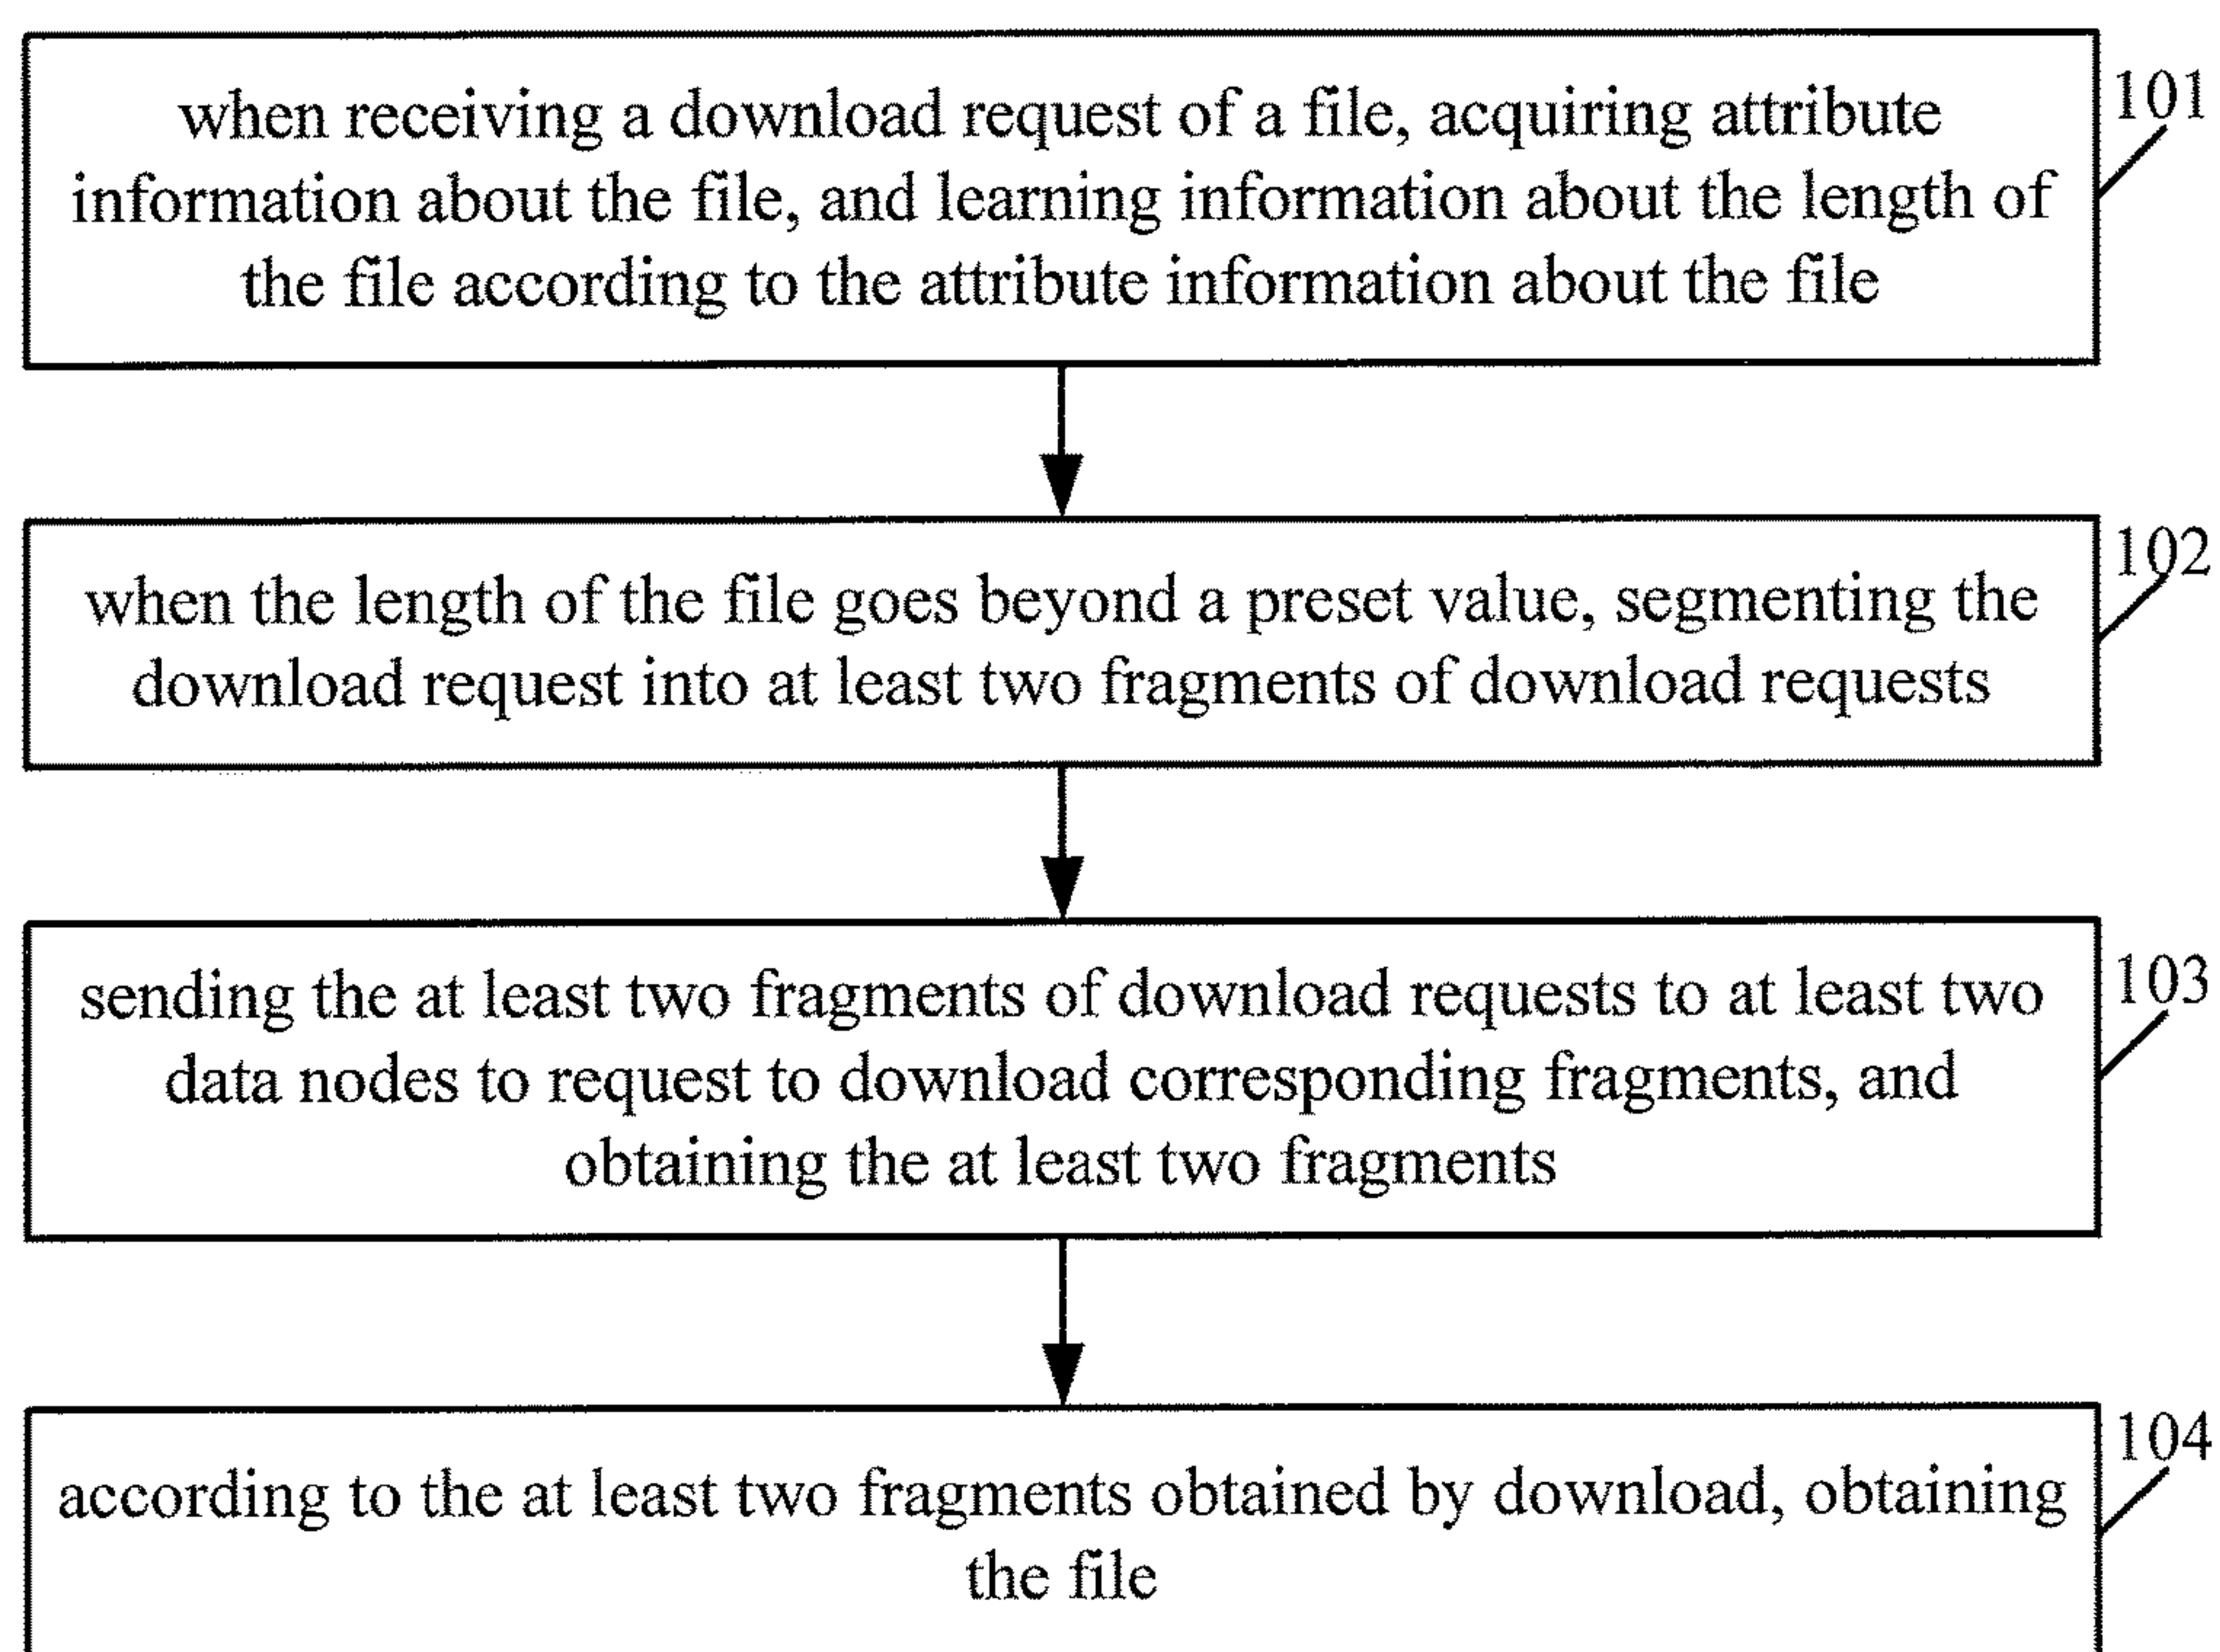 when receiving a download request of a file, acquiring attribute
information about the file, and learning information about the length of
the file according to the attribute information about the file
101
when the length of the file goes beyond a preset value, segmenting the
download request into at least two fragments of download requests
102
sending the at least two fragments of download requests to at least two
data nodes to request to download corresponding fragments, and
obtaining the at least two fragments
103
according to the at least two fragments obtained by download, obtaining
the file
104